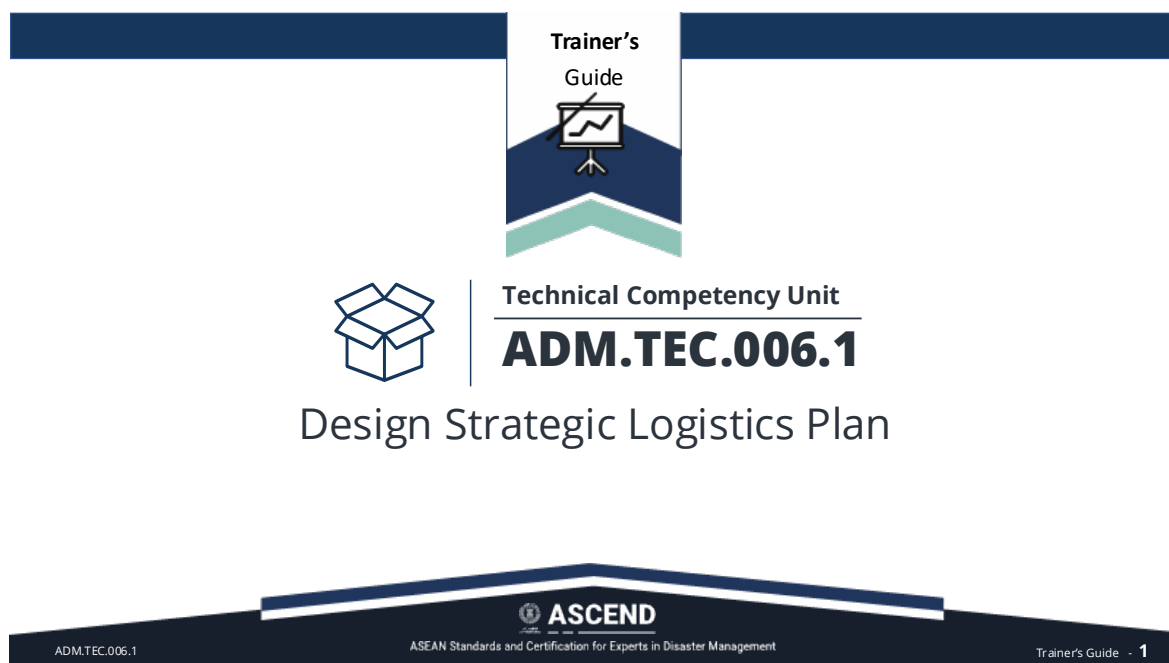 Trainer's
Guide
Technical Competency Unit
ADM.TEC.006.1
Design Strategic Logistics Plan
ASCEND
ASEAN Standards and Certification for Experts in Disaster Management
ADM.TEC.006.1
Trainer's Guide - 1